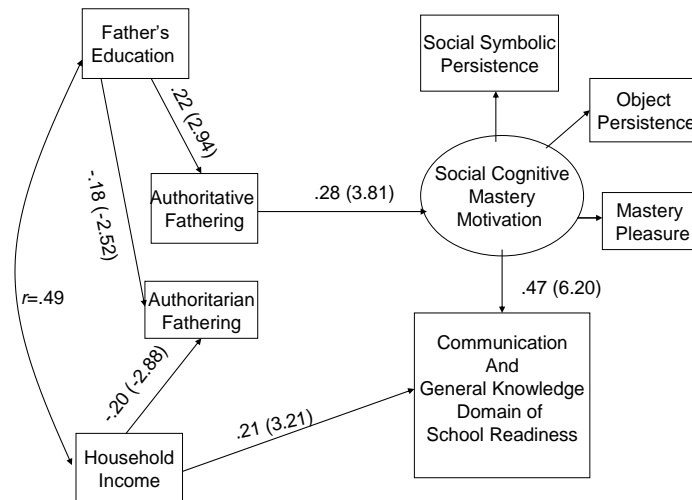 Father's
Education
Social Symbolic
Persistence
Object
Persistence
.22 (2.94)
-.18 (-2.52)
Authoritative
Fathering
.28 (3.81)
Social Cognitive
Mastery
Motivation
Mastery
Pleasure
r=.49
Authoritarian
Fathering
.47 (6.20)
-.20 (-2.88)
.21 (3.21)
Communication
And
General Knowledge
Domain of
School Readiness
Household
Income